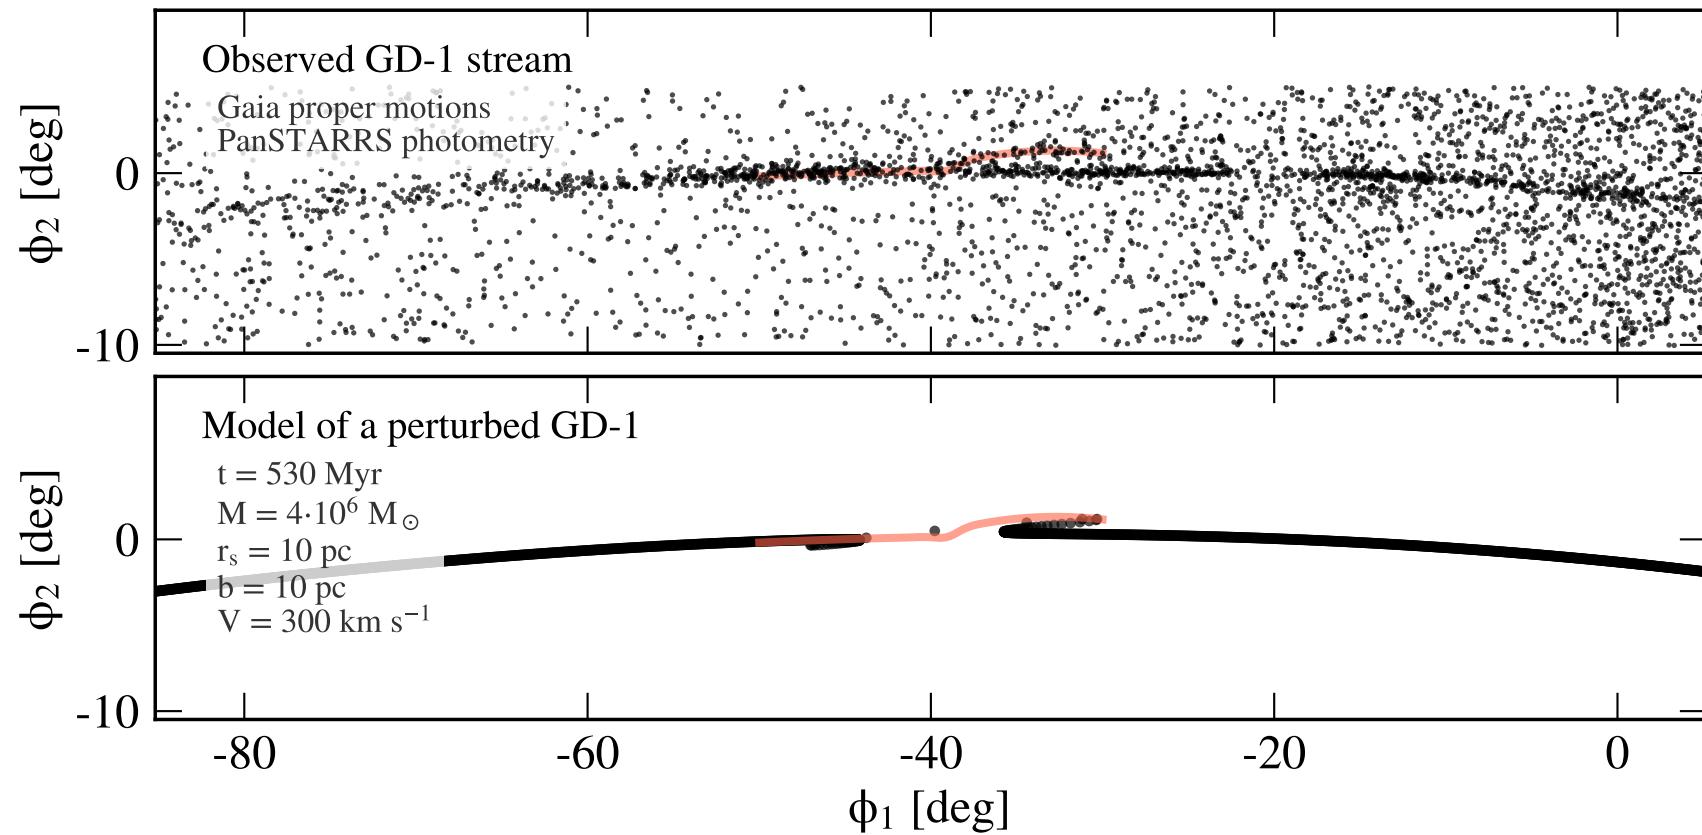 Observed GD-1 stream
Gaia proper motions
PanSTARRS photometry
ϕ₂ [deg]
0
-10
Model of a perturbed GD-1
t = 530 Myr
M = 4·10⁶ M☉
rₛ = 10 pc
b = 10 pc
V = 300 km s⁻¹
ϕ₂ [deg]
0
-10
-80 -60 -40 -20 0
ϕ₁ [deg]